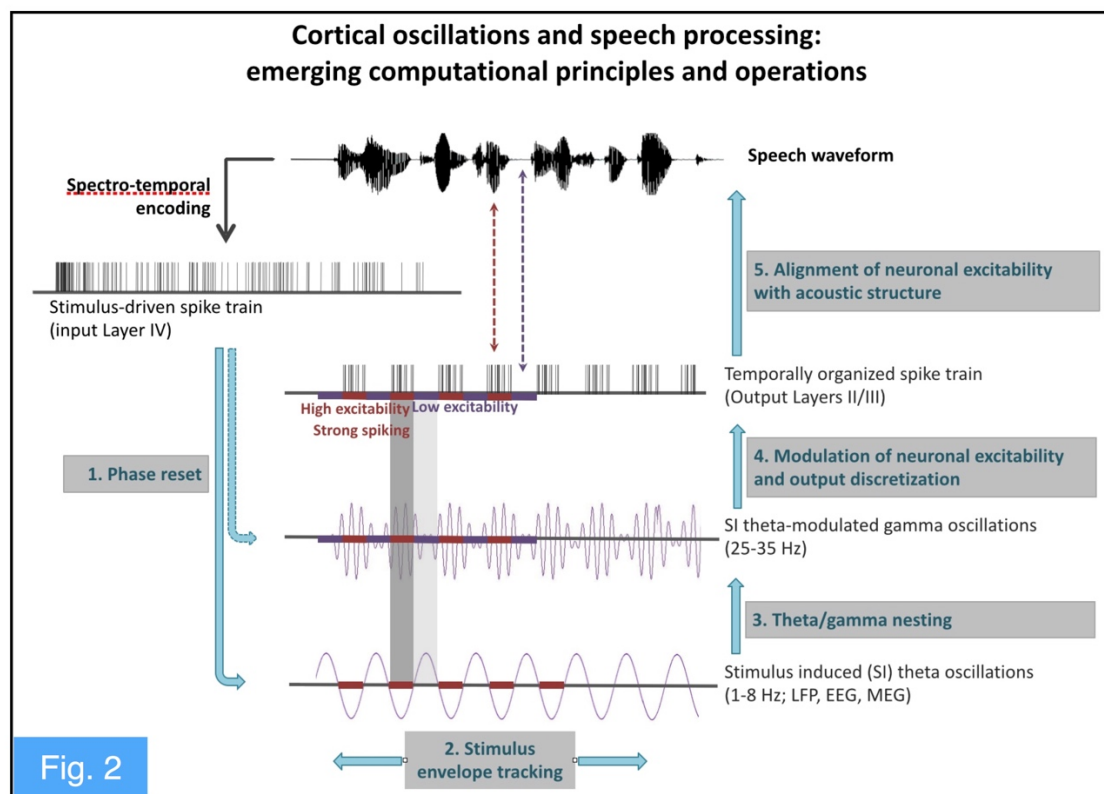 Cortical oscillations and speech processing:
emerging computational principles and operations
Speech waveform
Spectro-temporal
encoding
Stimulus-driven spike train
(input Layer IV)
5. Alignment of neuronal excitability
with acoustic structure
Temporally organized spike train
(Output Layers II/III)
High excitability
Strong spiking
Low excitability
1. Phase reset
4. Modulation of neuronal excitability
and output discretization
SI theta-modulated gamma oscillations
(25-35 Hz)
3. Theta/gamma nesting
Stimulus induced (SI) theta oscillations
(1-8 Hz; LFP, EEG, MEG)
2. Stimulus
envelope tracking
Fig. 2